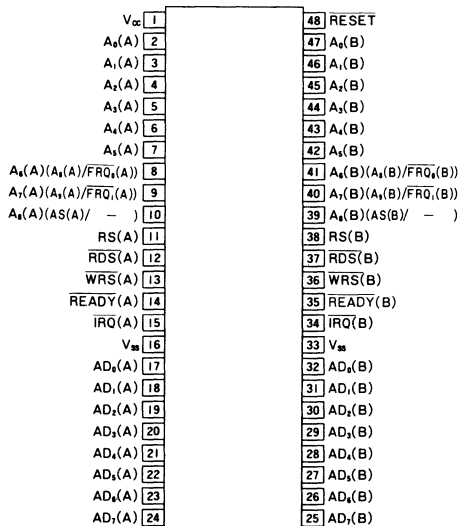 Vcc 1 48 RESET
A₀(A) 2 47 A₀(B)
A₁(A) 3 46 A₁(B)
A₂(A) 4 45 A₂(B)
A₃(A) 5 44 A₃(B)
A₄(A) 6 43 A₄(B)
A₅(A) 7 42 A₅(B)
A₆(A)(A₈(A)/FRQ₀(A)) 8 41 A₆(B)(A₈(B)/FRQ₀(B))
A₇(A)(A₉(A)/FRQ₁(A)) 9 40 A₇(B)(A₉(B)/FRQ₁(B))
A₈(A)(AS(A)/ – ) 10 39 A₈(B)(AS(B)/ – )
RS(A) 11 38 RS(B)
RDS(A) 12 37 RDS(B)
WRS(A) 13 36 WRS(B)
READY(A) 14 35 READY(B)
IRQ(A) 15 34 IRQ(B)
Vss 16 33 Vss
AD₀(A) 17 32 AD₀(B)
AD₁(A) 18 31 AD₁(B)
AD₂(A) 19 30 AD₂(B)
AD₃(A) 20 29 AD₃(B)
AD₄(A) 21 28 AD₄(B)
AD₅(A) 22 27 AD₅(B)
AD₆(A) 23 26 AD₆(B)
AD₇(A) 24 25 AD₇(B)